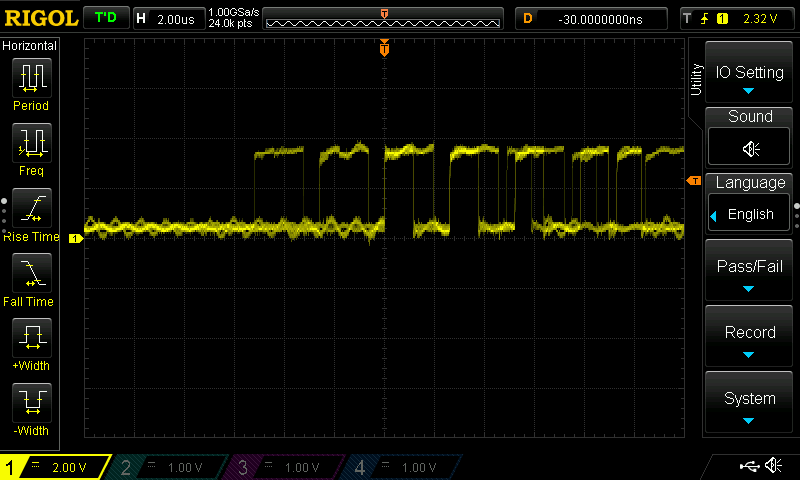 RIGOL T'D H 2.00us 1.00GSa/s 24.0k pts T D -30.0000000ns T 1 2.32 V
Horizontal
Period
Freq
Rise Time
Fall Time
+Width
-Width
T
T
1
Utility
IO Setting
Sound
Language
English
Pass/Fail
Record
System
1 2.00 V 2 1.00 V 3 1.00 V 4 1.00 V